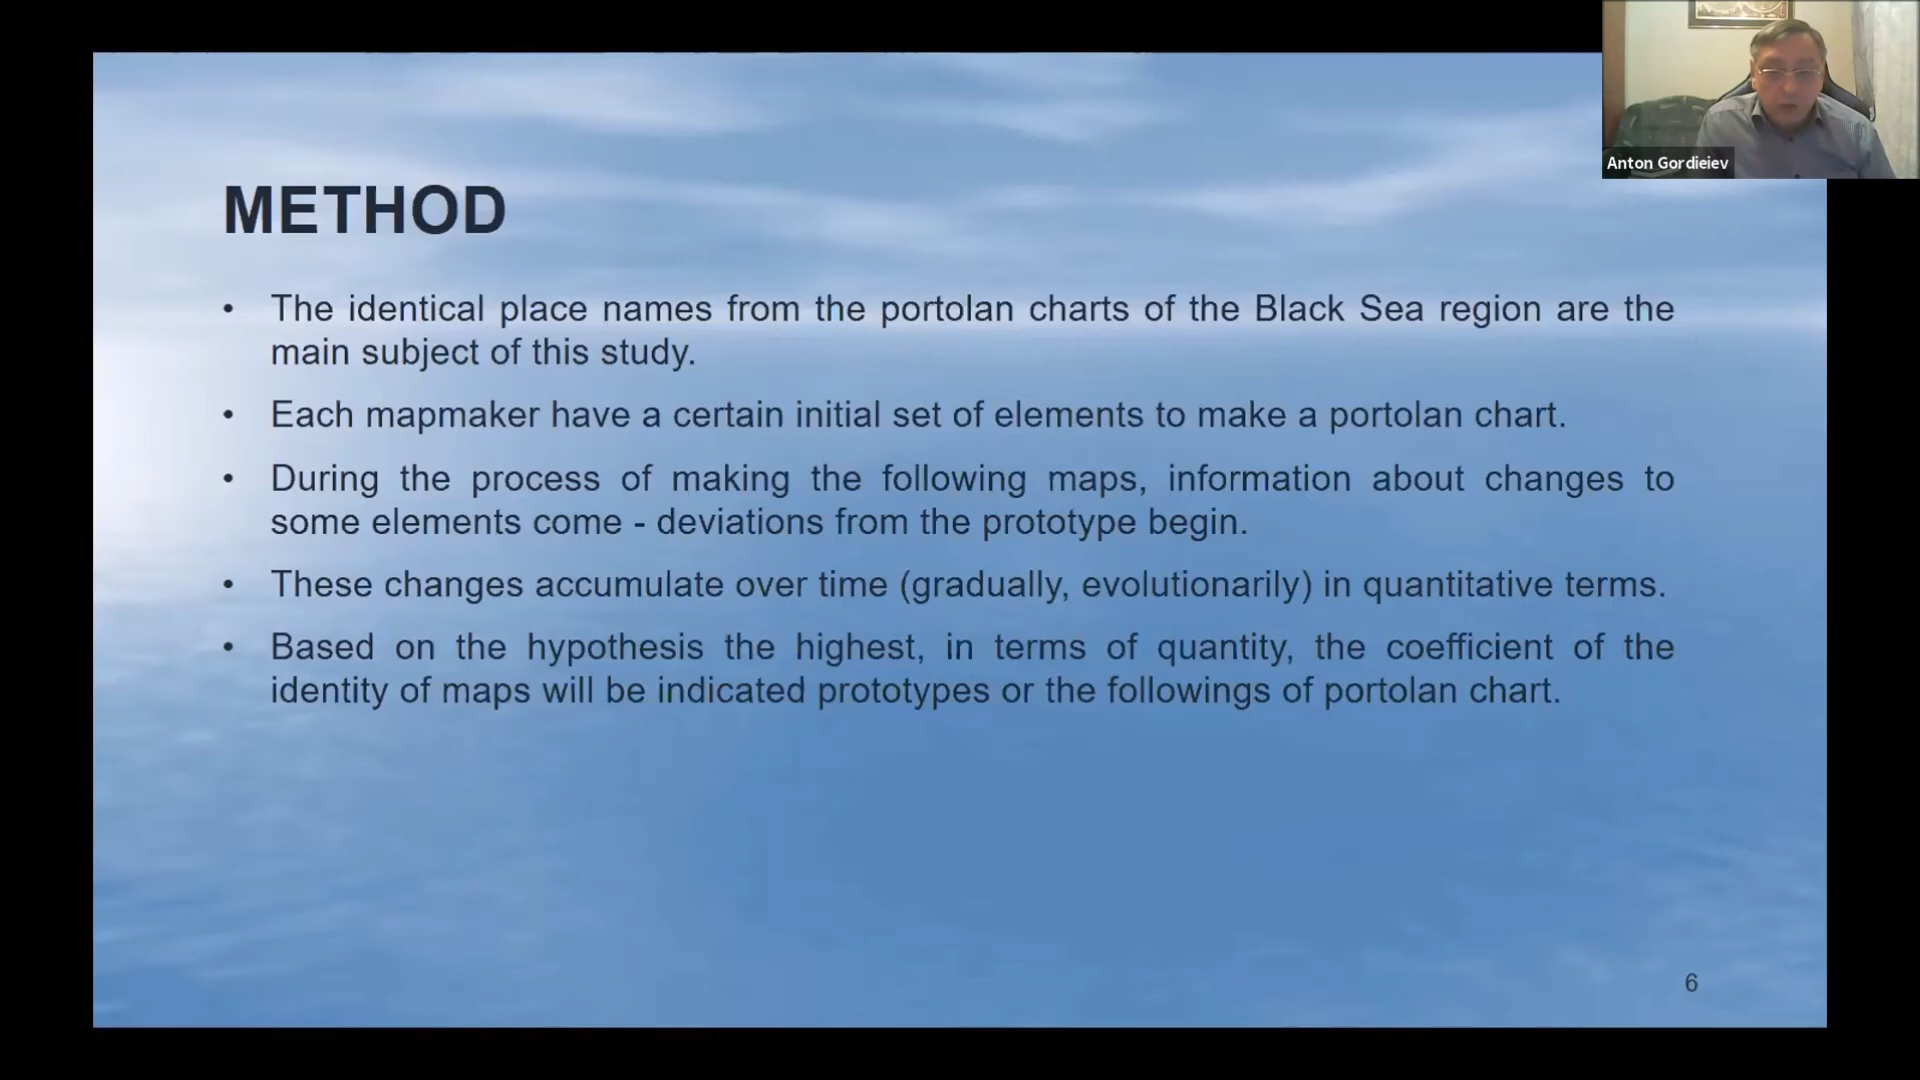 Anton Gordieiev
METHOD
• The identical place names from the portolan charts of the Black Sea region are the
main subject of this study.
• Each mapmaker have a certain initial set of elements to make a portolan chart.
• During the process of making the following maps, information about changes to
some elements come - deviations from the prototype begin.
• These changes accumulate over time (gradually, evolutionarily) in quantitative terms.
• Based on the hypothesis the highest, in terms of quantity, the coefficient of the
identity of maps will be indicated prototypes or the followings of portolan chart.
6